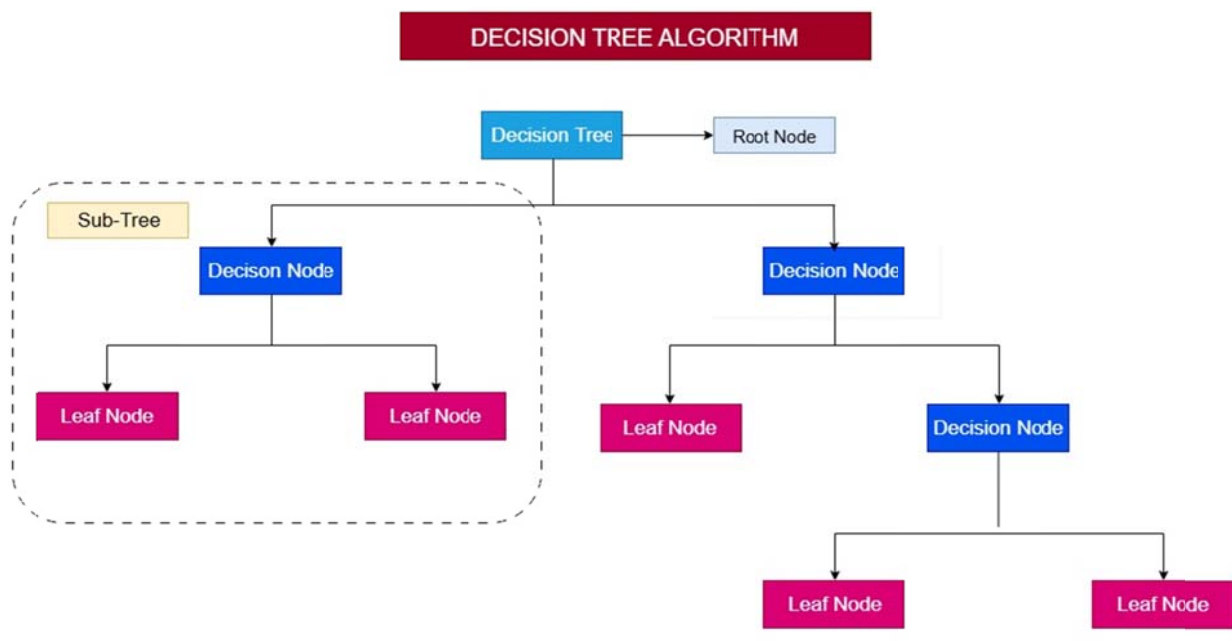 DECISION TREE ALGORITHM
Decision Tree
Root Node
Sub-Tree
Decison Node
Decision Node
Leaf Node
Leaf Node
Leaf Node
Decision Node
Leaf Node
Leaf Node